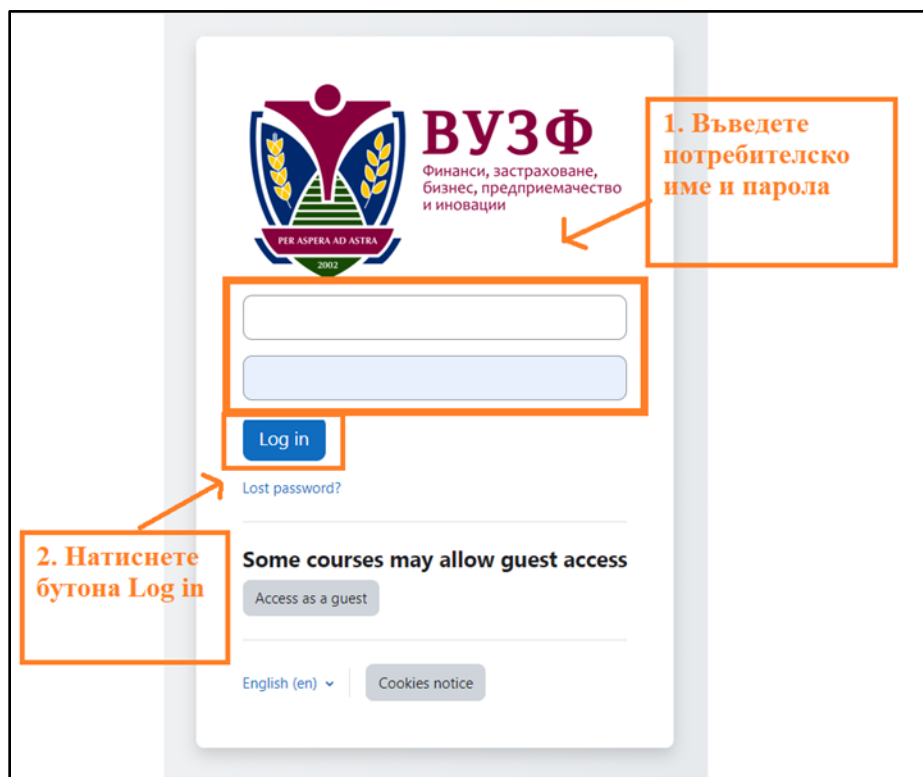 ВУЗФ
Финанси, застраховане,
бизнес, предприемачество
и иновации
PER ASPERA AD ASTRA
2002
1. Въведете
потребителско
име и парола
Log in
Lost password?
2. Натиснете
бутона Log in
Some courses may allow guest access
Access as a guest
English (en)
Cookies notice